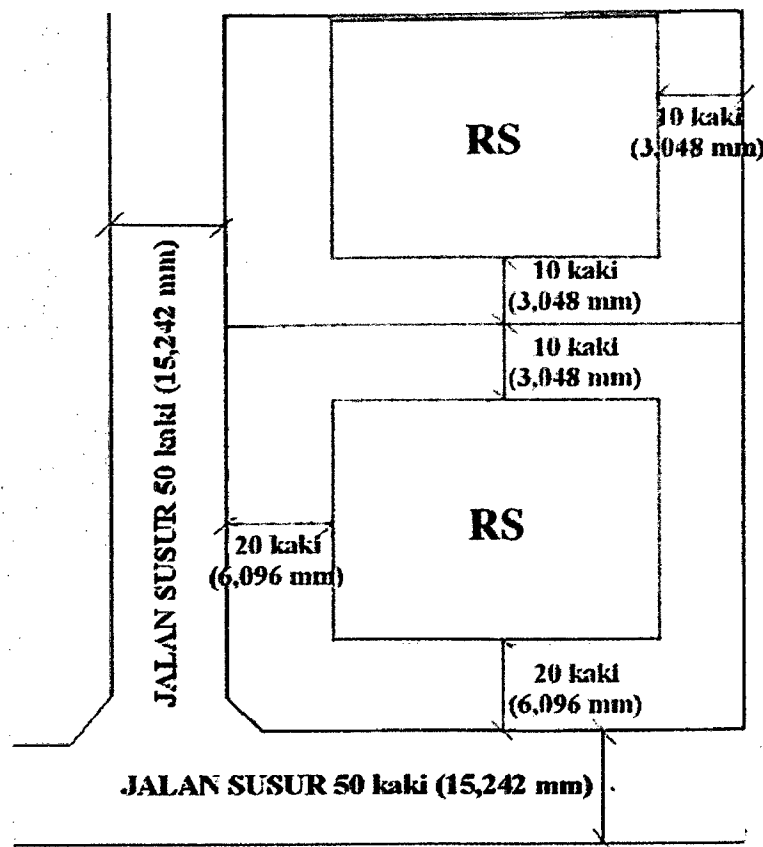 RS
10 kaki
(3,048 mm)
10 kaki
(3,048 mm)
10 kaki
(3,048 mm)
JALAN SUSUR 50 kaki (15,242 mm)
RS
20 kaki
(6,096 mm)
20 kaki
(6,096 mm)
JALAN SUSUR 50 kaki (15,242 mm)